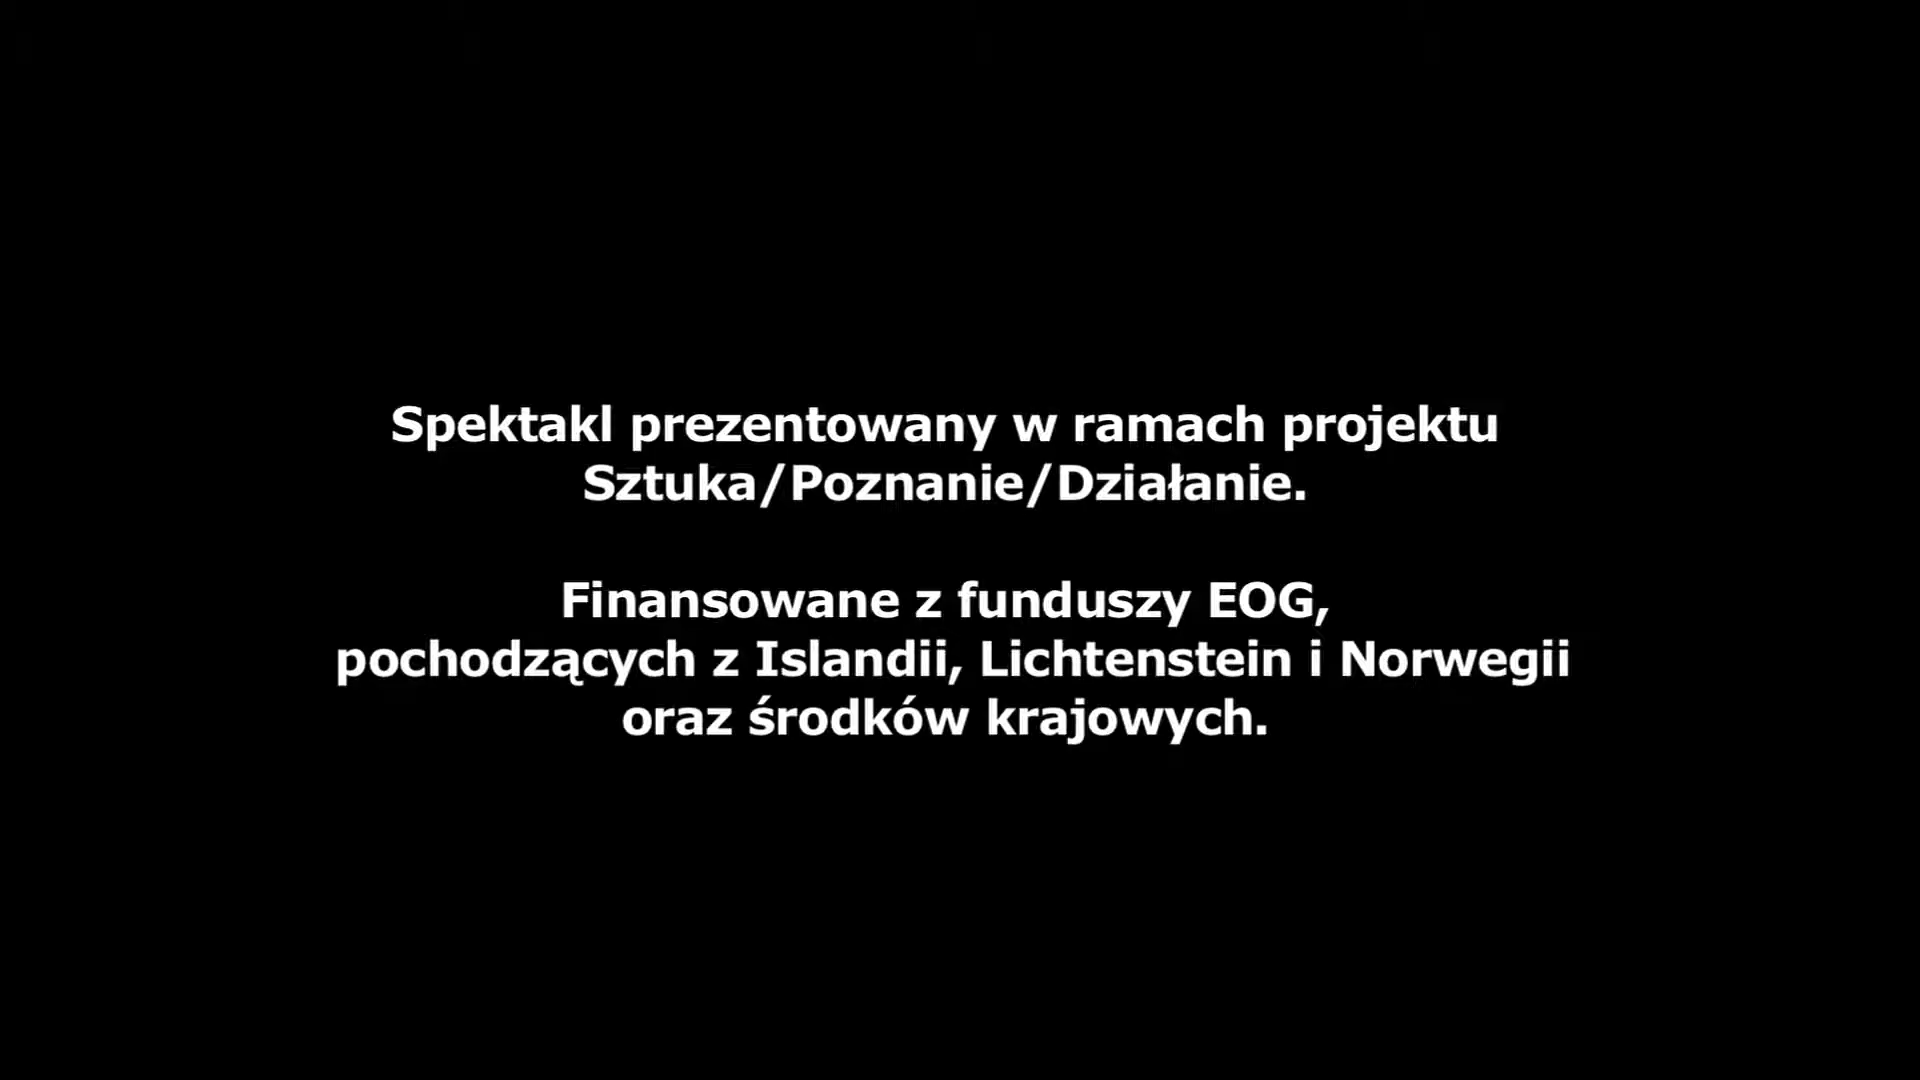 Spektakl prezentowany w ramach projektu
Sztuka/Poznanie/Działanie.
Finansowane z funduszy EOG,
pochodzących z Islandii, Lichtenstein i Norwegii
oraz środków krajowych.